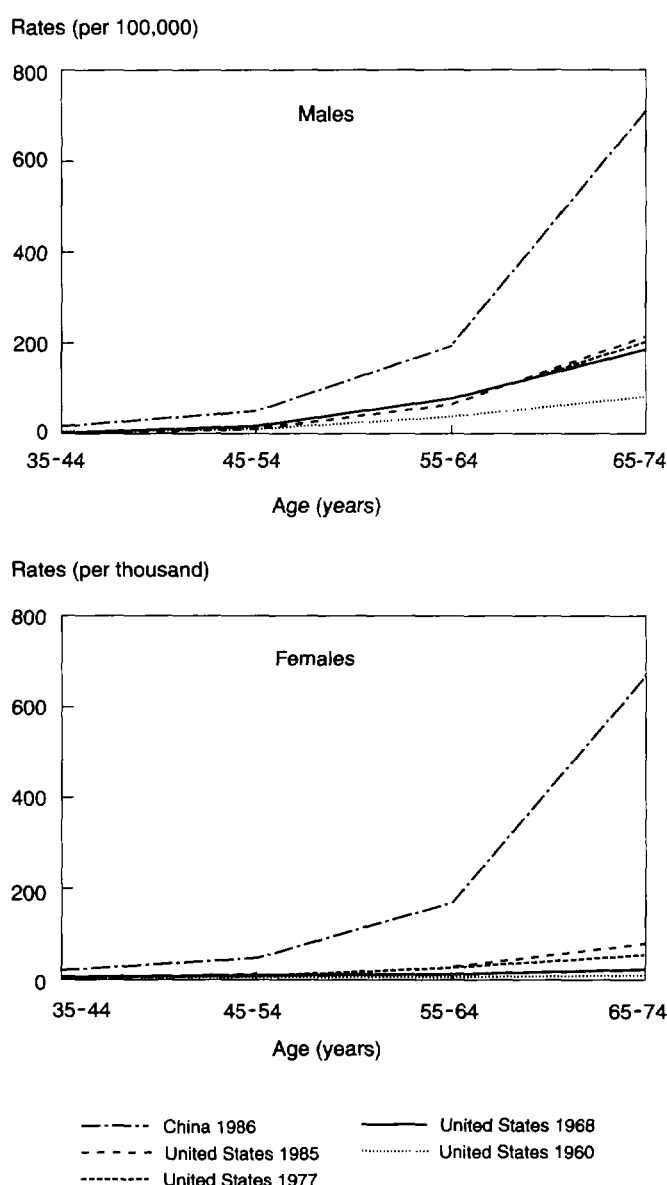 Rates (per 100,000)
800
Males
600
400
200
0
35-44 45-54 55-64 65-74
Age (years)
Rates (per thousand)
800
Females
600
400
200
0
35-44 45-54 55-64 65-74
Age (years)
China 1986 United States 1968
United States 1985 United States 1960
United States 1977